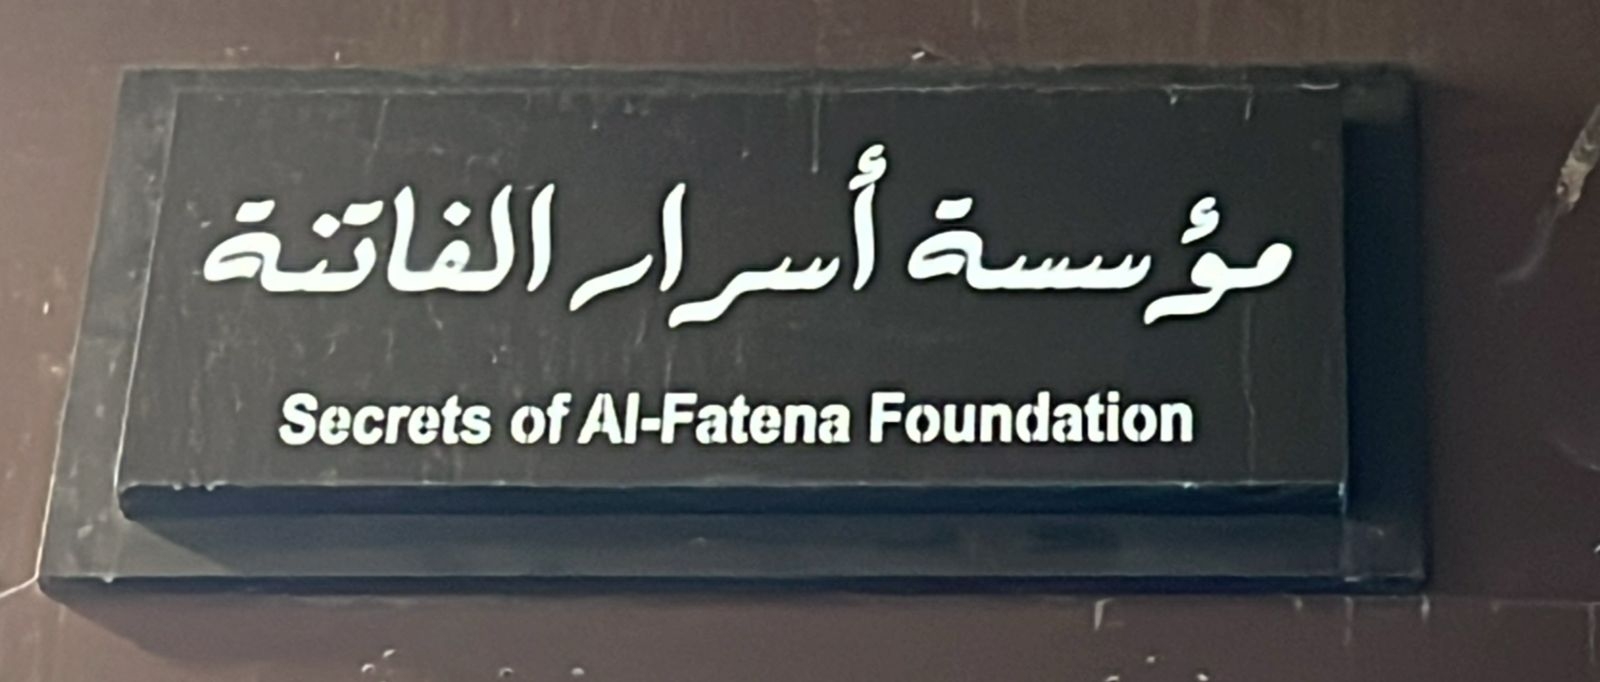 مؤسسة أسرار الفاتنة
Secrets of Al-Fatena Foundation